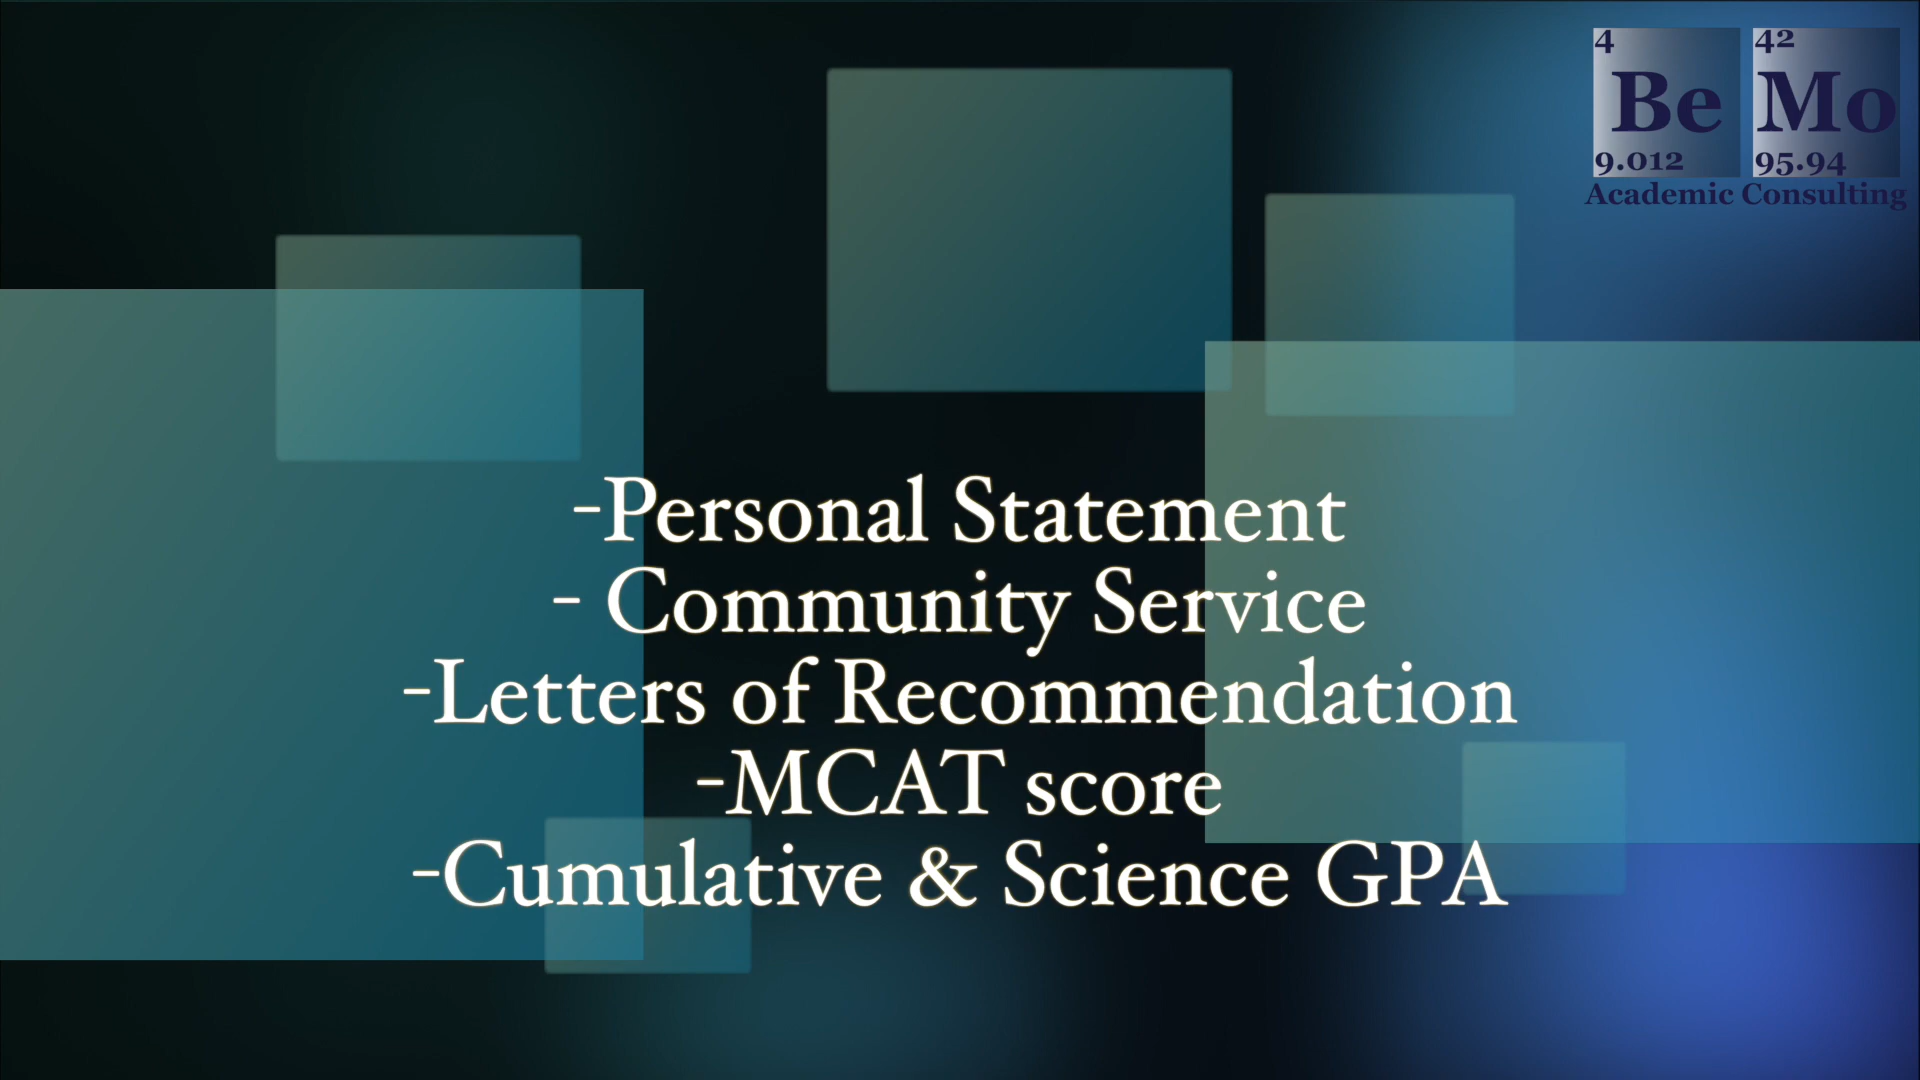 4 42
Be Mo
9.012 95.94
Academic Consulting
-Personal Statement
- Community Service
-Letters of Recommendation
-MCAT score
-Cumulative & Science GPA